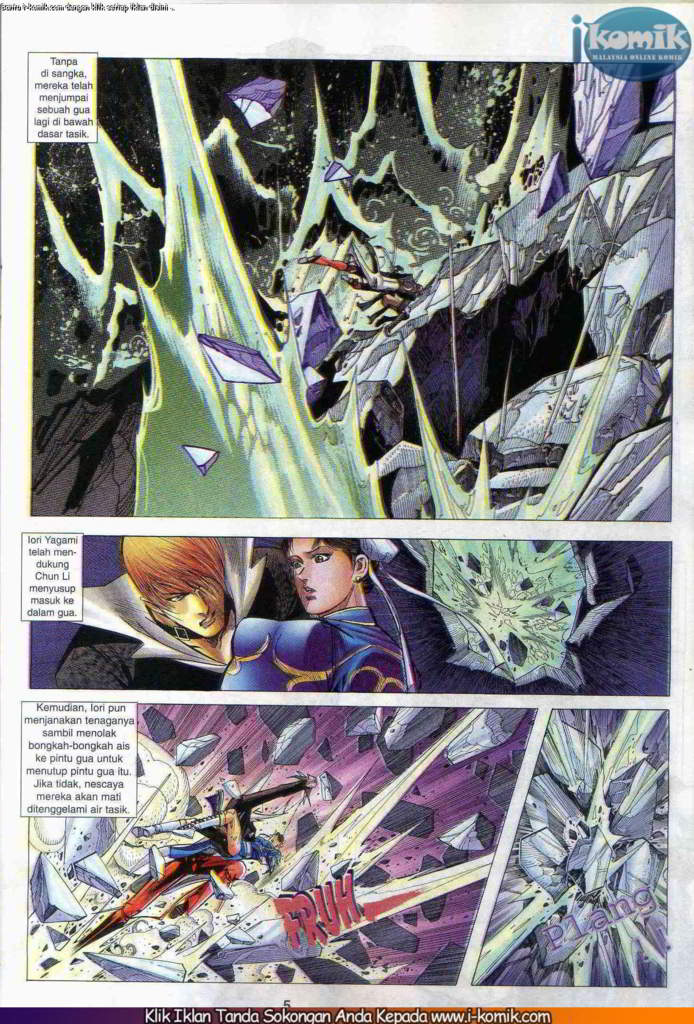 ikomik
MALAYSIA ONLINE KOMIK
Tanpa
di sangka,
mereka telah
menjumpai
sebuah gua
lagi di bawah
dasar tasik.
Iori Yagami
telah men-
dukung
Chun Li
menyusup
masuk ke
dalam gua.
Kemudian, Iori pun
menjanakan tenaganya
sambil menolak
bongkah-bongkah ais
ke pintu gua untuk
menutup pintu gua itu.
Jika tidak, nescaya
mereka akan mati
ditenggelami air tasik.
FRUH
Plang
5
Klik Iklan Tanda Sokongan Anda Kepada www.i-komik.com